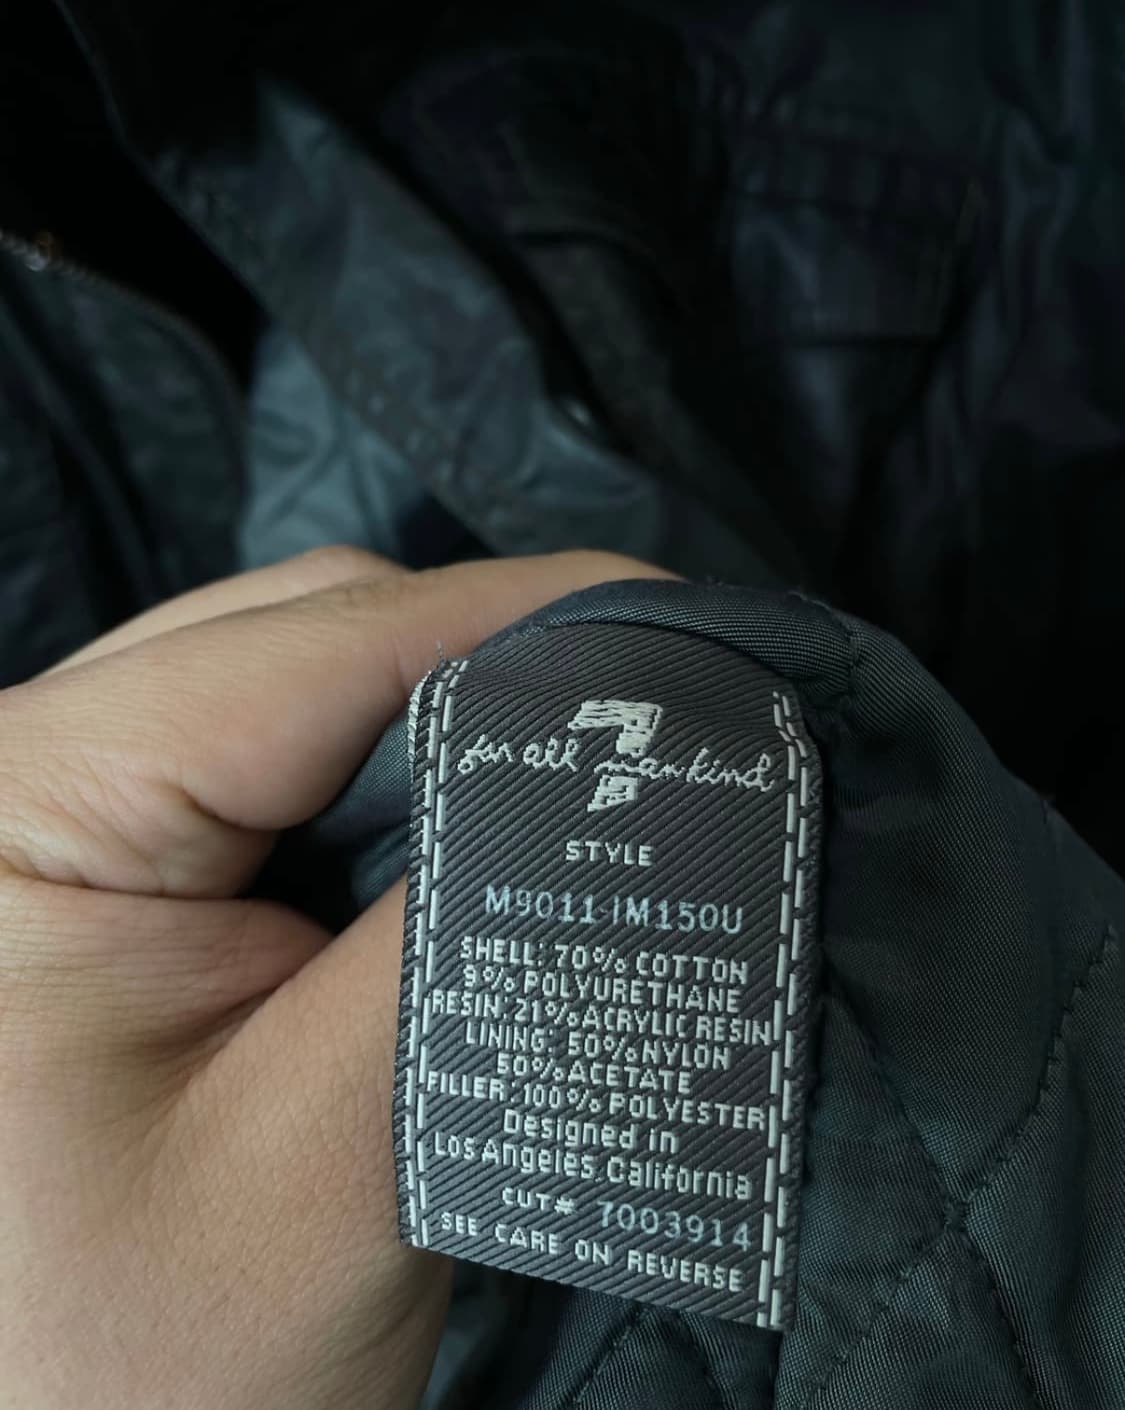 7
for all mankind
STYLE
M9011-IM150U
SHELL: 70% COTTON
9% POLYURETHANE
RESIN: 21% ACRYLIC RESIN
LINING: 50% NYLON
50% ACETATE
FILLER: 100% POLYESTER
Designed in
Los Angeles, California
CUT# 7003914
SEE CARE ON REVERSE